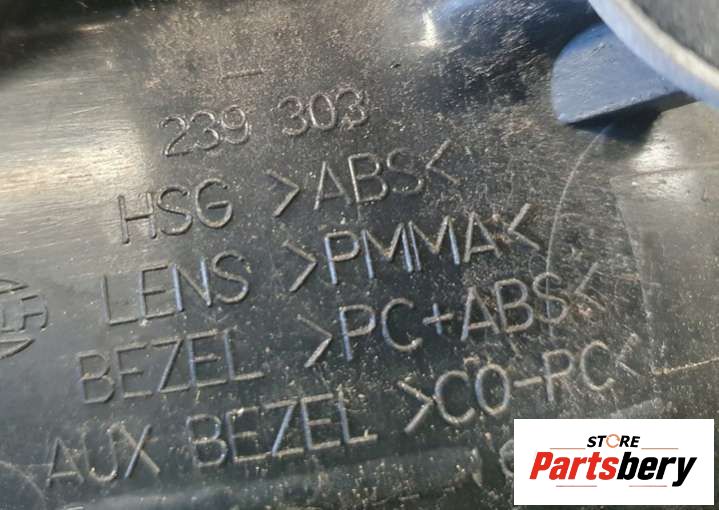 239 303
HSG >ABS<
LENS >PMMA<
BEZEL >PC+ABS<
AUX BEZEL >CO-PC<
STORE
Partsbery